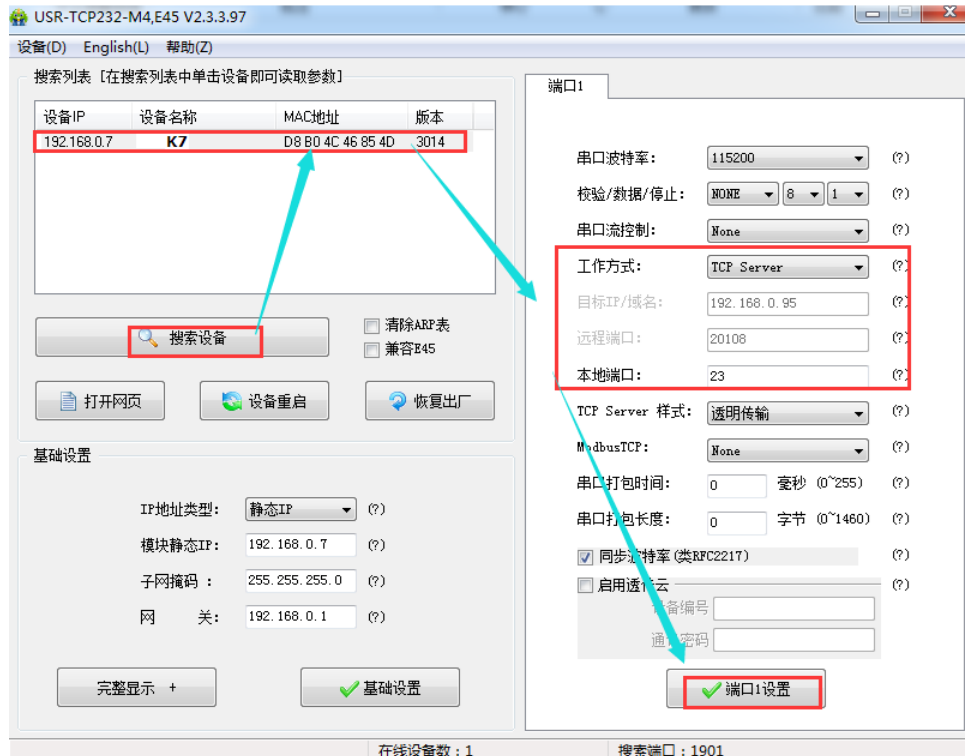 USR-TCP232-M4,E45 V2.3.3.97
设备(D) English(L) 帮助(Z)
搜索列表 [在搜索列表中单击设备即可读取参数]
设备IP 设备名称 MAC地址 版本
192.168.0.7 K7 D8 B0 4C 46 85 4D 3014
搜索设备
清除ARP表
兼容E45
打开网页 设备重启 恢复出厂
基础设置
IP地址类型: 静态IP (?)
模块静态IP: 192.168.0.7 (?)
子网掩码 : 255.255.255.0 (?)
网 关: 192.168.0.1 (?)
完整显示 + 基础设置
端口1
串口波特率: 115200 (?)
校验/数据/停止: NONE 8 1 (?)
串口流控制: None (?)
工作方式: TCP Server (?)
目标IP/域名: 192.168.0.95 (?)
远程端口: 20108 (?)
本地端口: 23 (?)
TCP Server 样式: 透明传输 (?)
ModbusTCP: None (?)
串口打包时间: 0 毫秒 (0~255) (?)
串口打包长度: 0 字节 (0~1460) (?)
同步波特率(类RFC2217) (?)
启用透传云 (?)
设备编号
通讯密码
端口1设置
在线设备数:1 搜索端口:1901